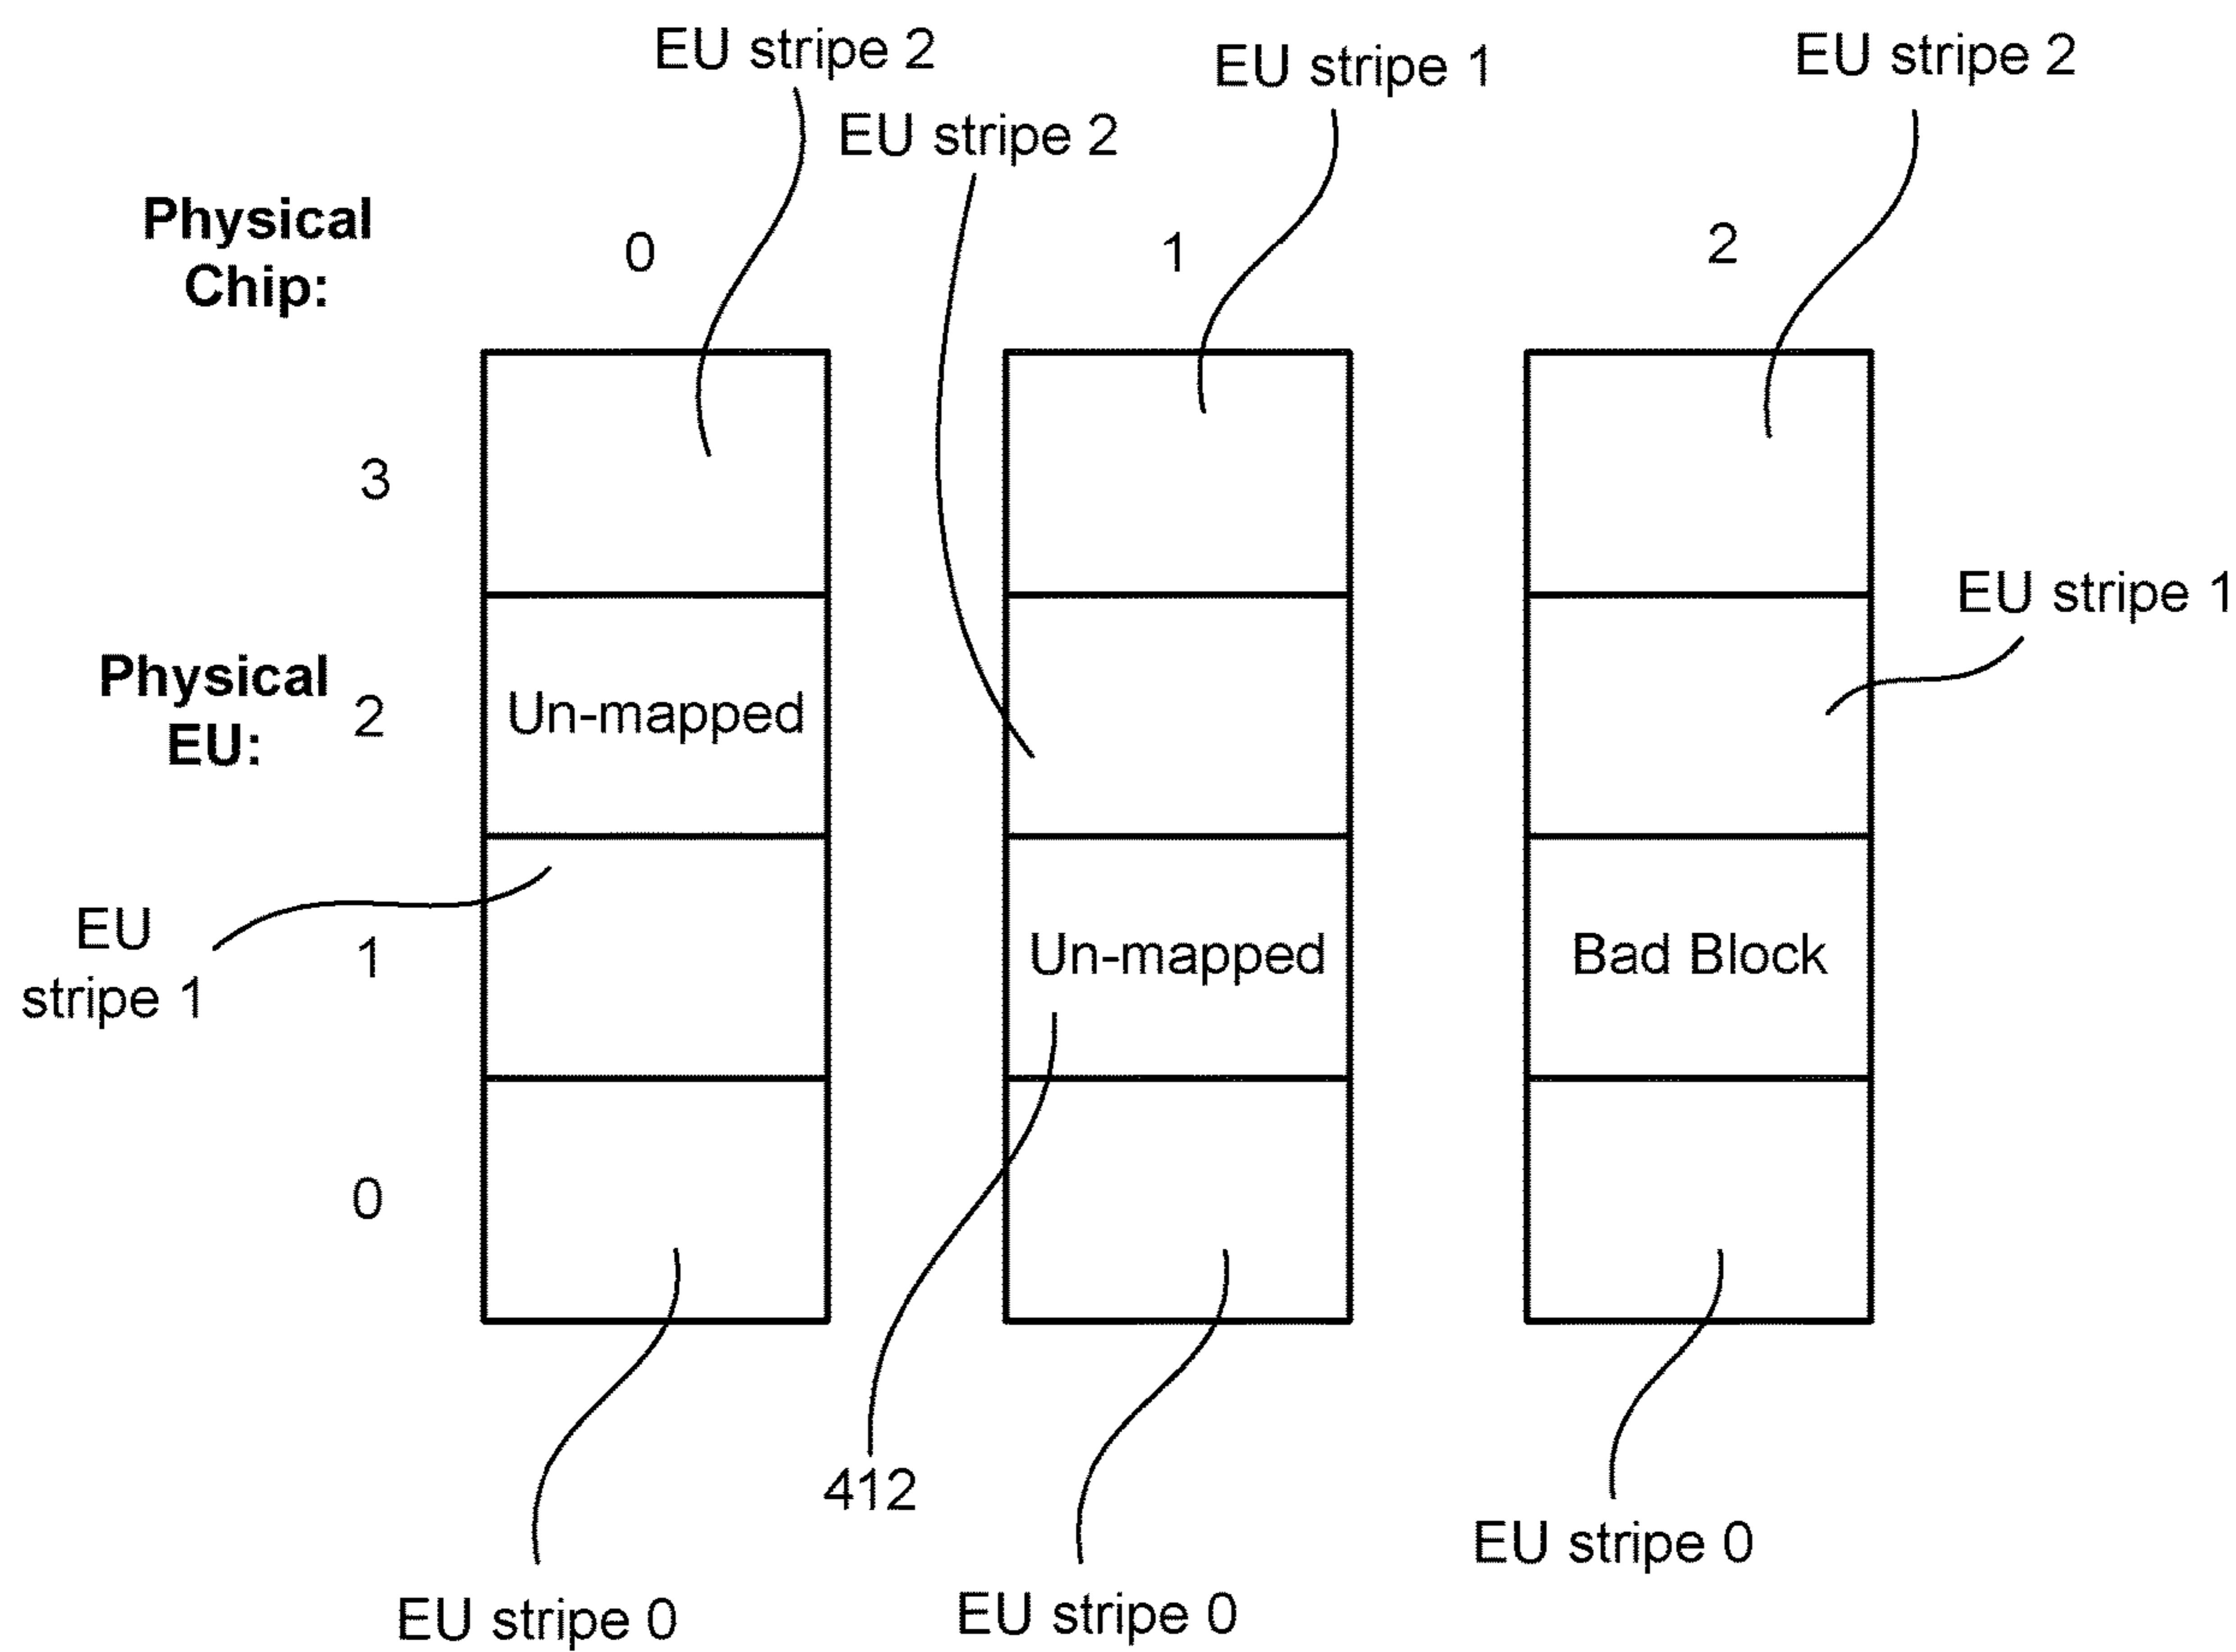 EU stripe 2
EU stripe 1
EU stripe 2
EU stripe 2
Physical
Chip:
0
1
2
3
EU stripe 1
Physical
EU:
2
Un-mapped
EU
stripe 1
1
Un-mapped
Bad Block
0
412
EU stripe 0
EU stripe 0
EU stripe 0